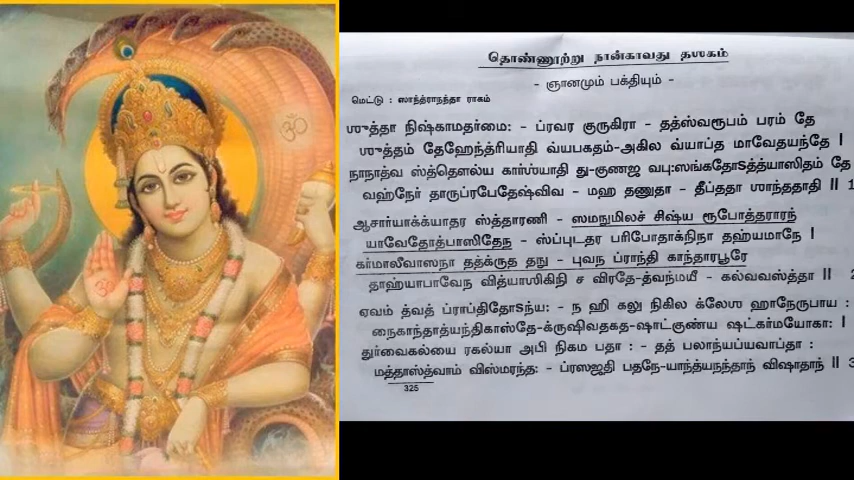 தொண்ணூற்று நான்காவது தஶகம்
- ஞானமும் பக்தியும் -
மெட்டு : ஸாந்த்ராநந்தா ராகம்
ஶுத்தா நிஷ்காமதர்மை: - ப்ரவர குருகிரா - தத்ஸ்வரூபம் பரம் தே
ஶுத்தம் தேஹேந்த்ரியாதி வ்யபகதம்-அகில வ்யாப்த மாவேதயந்தே |
நாநாத்வ ஸ்த்தௌல்ய கார்ஶ்யாதி து-குணஜ வபு:ஸங்கதோSத்த்யாஸிதம் தே
வஹ்நேர் தாருப்ரபேதேஷ்விவ - மஹ தணுதா - தீப்ததா ஶாந்ததாதி || 1
ஆசார்யாக்க்யாதர ஸ்த்தாரணி - ஸமநுமிலச் சிஷ்ய ரூபோத்தராரந்
யாவேதோத்பாஸிதேந - ஸ்ப்புடதர பரிபோதாக்நிநா தஹ்யமாநே |
கர்மாலீவாஸநா தத்க்ருத தநு - புவந ப்ராந்தி காந்தாரபூரே
தாஹ்யாபாவேந வித்யாஶிகிநி ச விரதே-த்வந்மயீ - கல்வவஸ்த்தா || 2
ஏவம் த்வத் ப்ராப்திதோSந்ய: - ந ஹி கலு நிகில க்லேஶ ஹாநேருபாய :
நைகாந்தாத்யந்திகாஸ்தே-க்ருஷிவதகத-ஷாட்குண்ய ஷட்கர்மயோகா: |
துர்வைகல்யை ரகல்யா அபி நிகம பதா : - தத் பலாந்யப்யவாப்தா :
மத்தாஸ்த்வாம் விஸ்மரந்த: - ப்ரஸஜதி பதநே-யாந்த்யநந்தாந் விஷாதாந் || 3
325